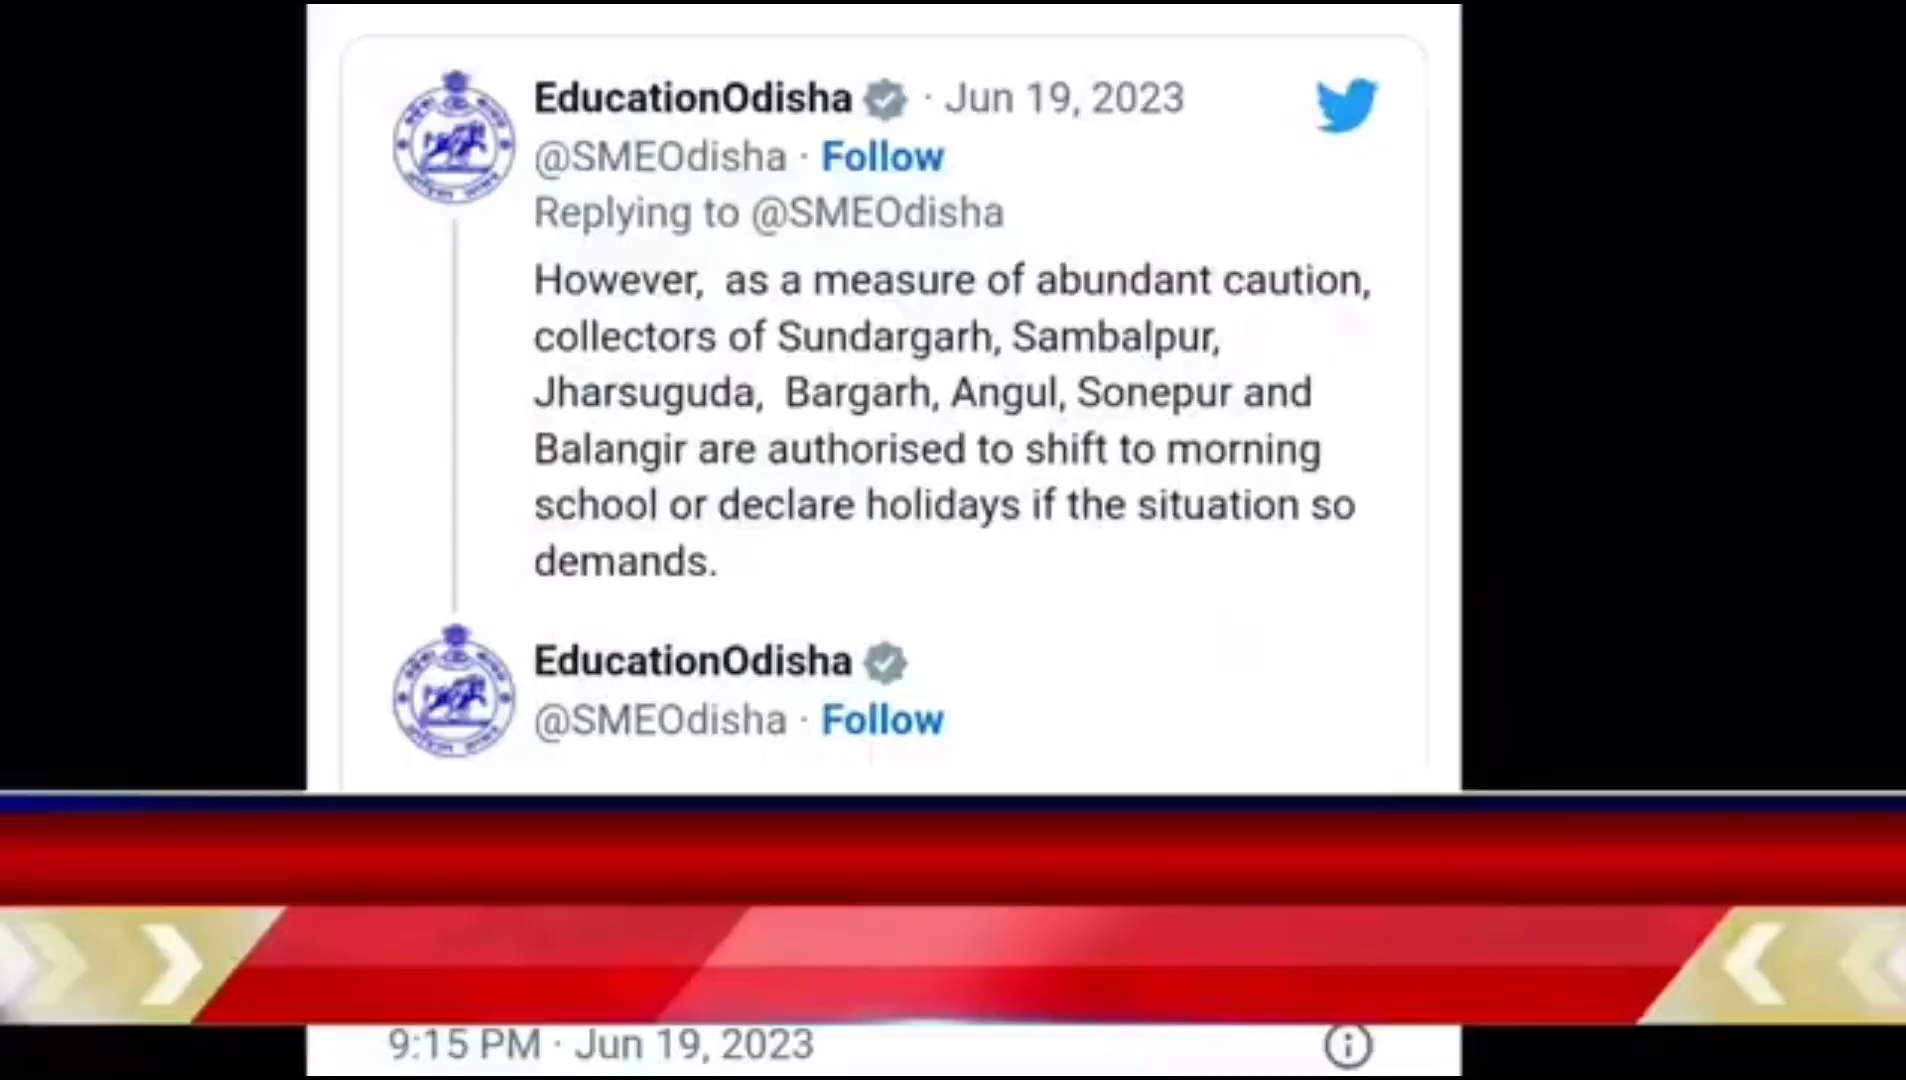 EducationOdisha · Jun 19, 2023
@SMEOdisha · Follow
Replying to @SMEOdisha
However, as a measure of abundant caution,
collectors of Sundargarh, Sambalpur,
Jharsuguda, Bargarh, Angul, Sonepur and
Balangir are authorised to shift to morning
school or declare holidays if the situation so
demands.
EducationOdisha
@SMEOdisha · Follow
9:15 PM · Jun 19, 2023